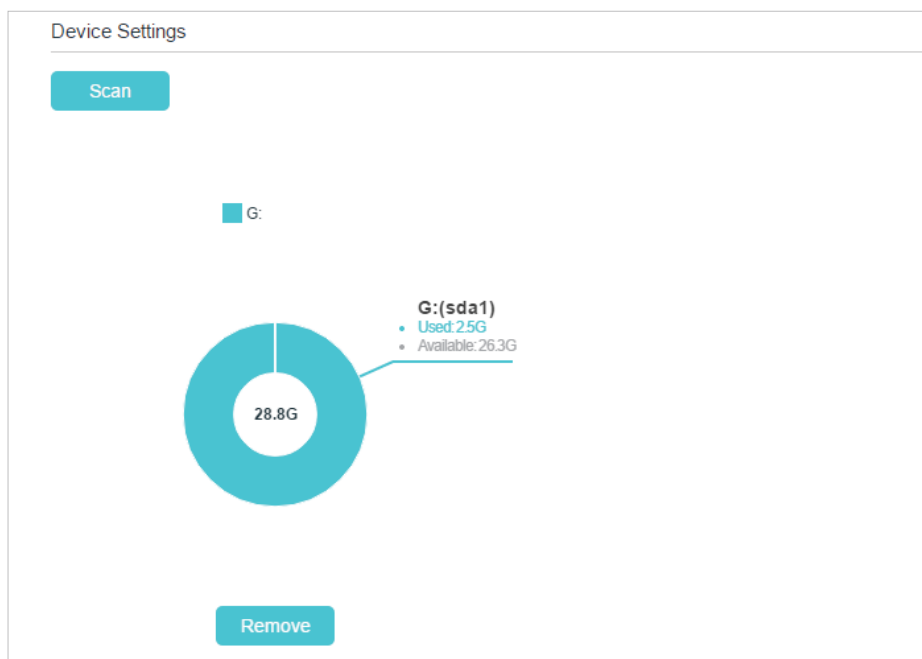 Device Settings
Scan
G:
G:(sda1)
Used:2.5G
Available:26.3G
28.8G
Remove